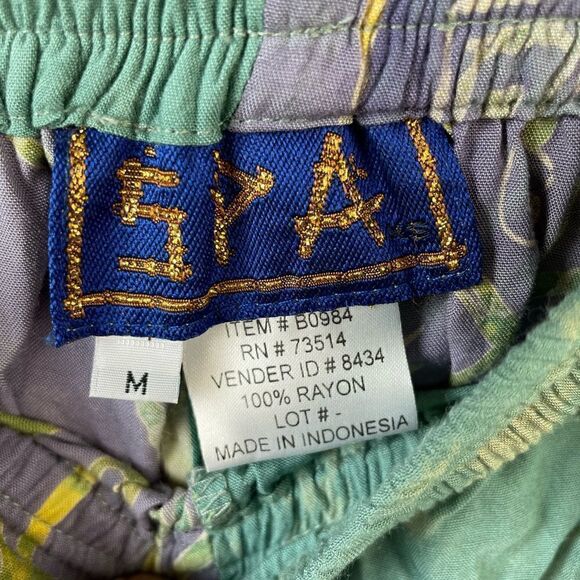 SPA
M
ITEM # B0984
RN # 73514
VENDER ID # 8434
100% RAYON
LOT # -
MADE IN INDONESIA